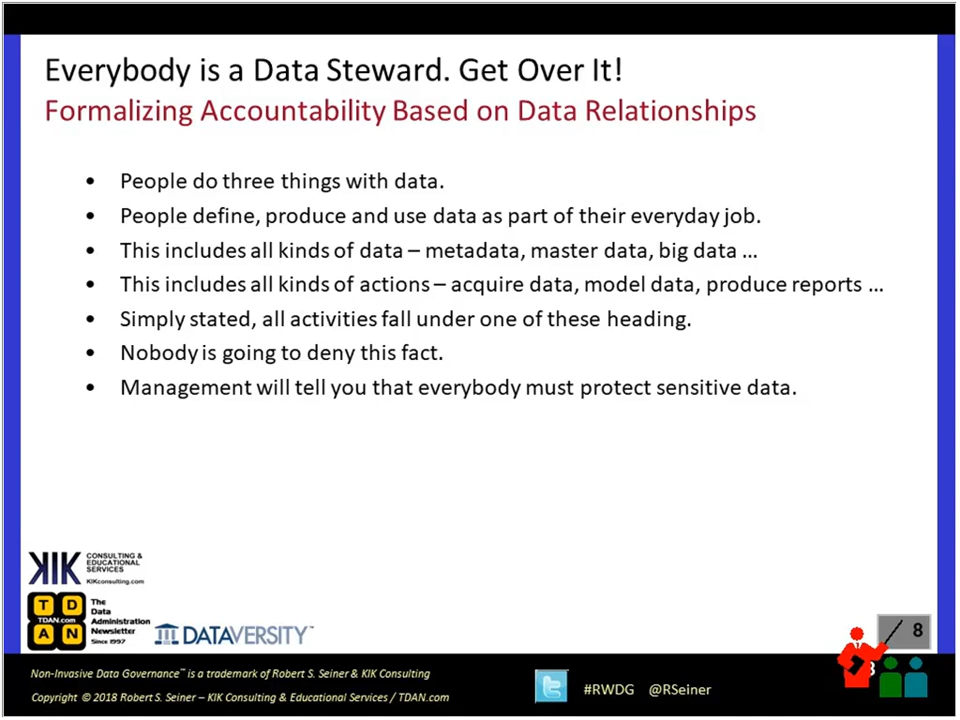 Everybody is a Data Steward. Get Over It!
Formalizing Accountability Based on Data Relationships
• People do three things with data.
• People define, produce and use data as part of their everyday job.
• This includes all kinds of data – metadata, master data, big data …
• This includes all kinds of actions – acquire data, model data, produce reports …
• Simply stated, all activities fall under one of these heading.
• Nobody is going to deny this fact.
• Management will tell you that everybody must protect sensitive data.
KIK
CONSULTING &
EDUCATIONAL
SERVICES
KIKconsulting.com
T D
TDAN.com
A N
The
Data
Administration
Newsletter
Since 1997
DATAVERSITY™
8
8
Non-Invasive Data Governance™ is a trademark of Robert S. Seiner & KIK Consulting
Copyright © 2018 Robert S. Seiner – KIK Consulting & Educational Services / TDAN.com
#RWDG @RSeiner